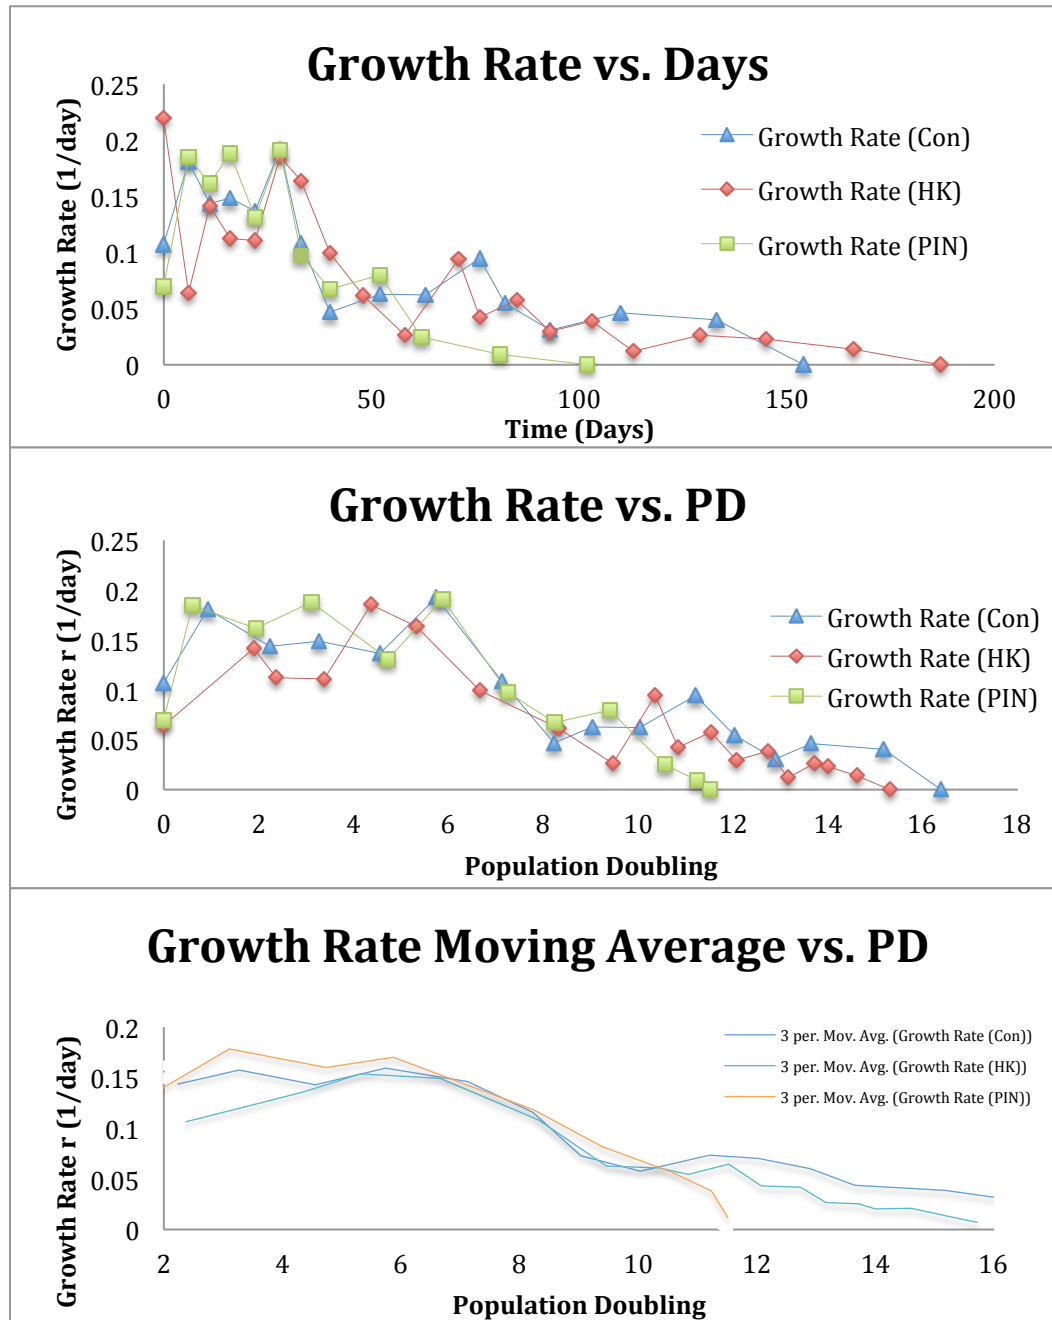 Growth Rate vs. Days
Growth Rate (1/day)
0.25
0.2
0.15
0.1
0.05
0
Growth Rate (Con)
Growth Rate (HK)
Growth Rate (PIN)
0 50 100 150 200
Time (Days)
Growth Rate vs. PD
Growth Rate r (1/day)
0.25
0.2
0.15
0.1
0.05
0
Growth Rate (Con)
Growth Rate (HK)
Growth Rate (PIN)
0 2 4 6 8 10 12 14 16 18
Population Doubling
Growth Rate Moving Average vs. PD
Growth Rate r (1/day)
0.2
0.15
0.1
0.05
0
3 per. Mov. Avg. (Growth Rate (Con))
3 per. Mov. Avg. (Growth Rate (HK))
3 per. Mov. Avg. (Growth Rate (PIN))
2 4 6 8 10 12 14 16
Population Doubling